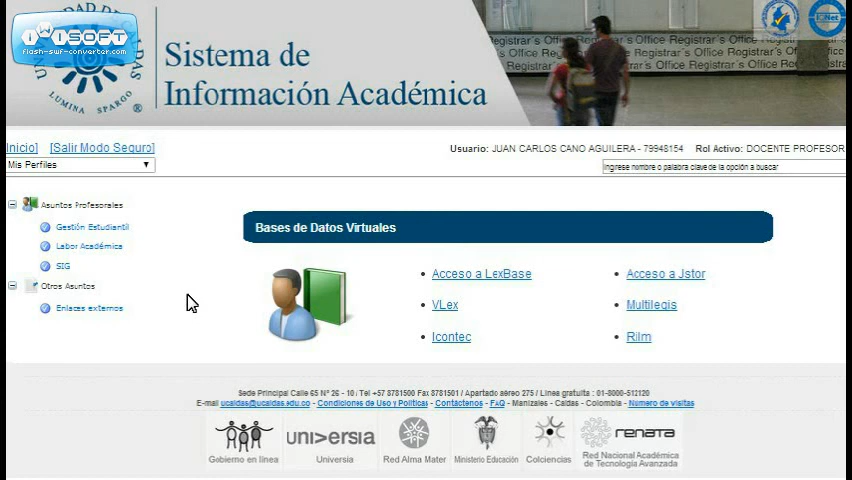 iWiSOFT
flash-swf-converter.com
LUMINA SPARGO
Sistema de
Información Académica
Registrar's Office Registrar's Office Registrar's Office
IQNet
Inicio] [Salir Modo Seguro]
Usuario: JUAN CARLOS CANO AGUILERA - 79948154 Rol Activo: DOCENTE PROFESOR
Mis Perfiles
Ingrese nombre o palabra clave de la opción a buscar
Asuntos Profesorales
Gestión Estudiantil
Labor Académica
SIG
Otros Asuntos
Enlaces externos
Bases de Datos Virtuales
Acceso a LexBase
Acceso a Jstor
VLex
Multilegis
Icontec
Rilm
Sede Principal Calle 65 Nº 26 - 10 / Tel +57 8781500 Fax 8781501 / Apartado aéreo 275 / Línea gratuita : 01-8000-512120
E-mail ucaldas@ucaldas.edu.co - Condiciones de Uso y Políticas - Contáctenos - FAQ - Manizales - Caldas - Colombia - Número de visitas
Gobierno en línea
universia
Universia
Red Alma Mater
Ministerio Educación
Colciencias
renata
Red Nacional Académica
de Tecnología Avanzada